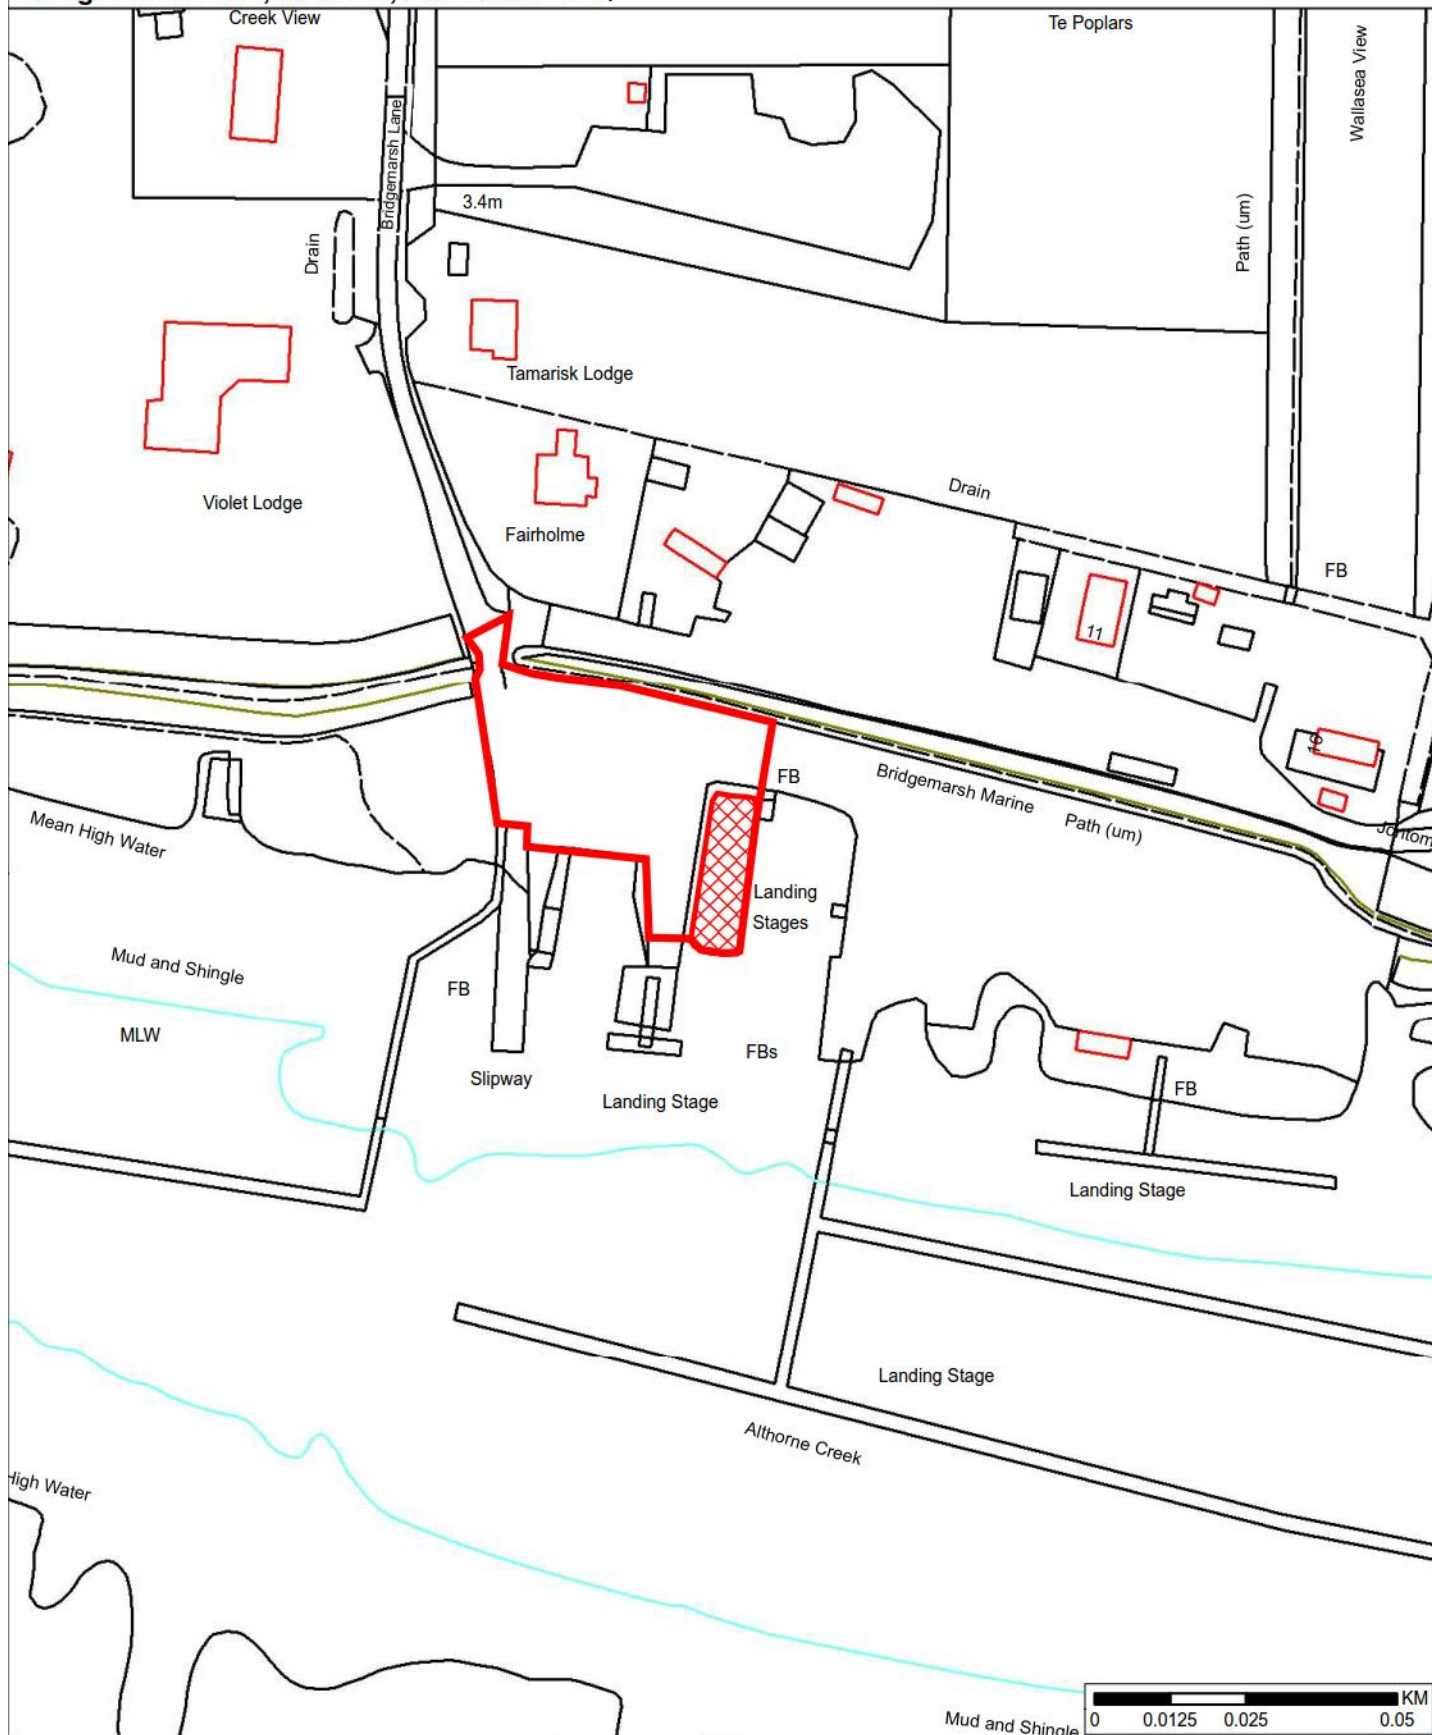 Creek View
Te Poplars
Wallasea View
Bridgemarsh Lane
3.4m
Path (um)
Drain
Tamarisk Lodge
Violet Lodge
Drain
Fairholme
FB
11
19
FB
Bridgemarsh Marine
Path (um)
Mean High Water
Landing
Stages
Mud and Shingle
FB
MLW
FBs
Slipway
Landing Stage
FB
Landing Stage
Landing Stage
Althorne Creek
High Water
Mud and Shingle
KM
0 0.0125 0.025 0.05